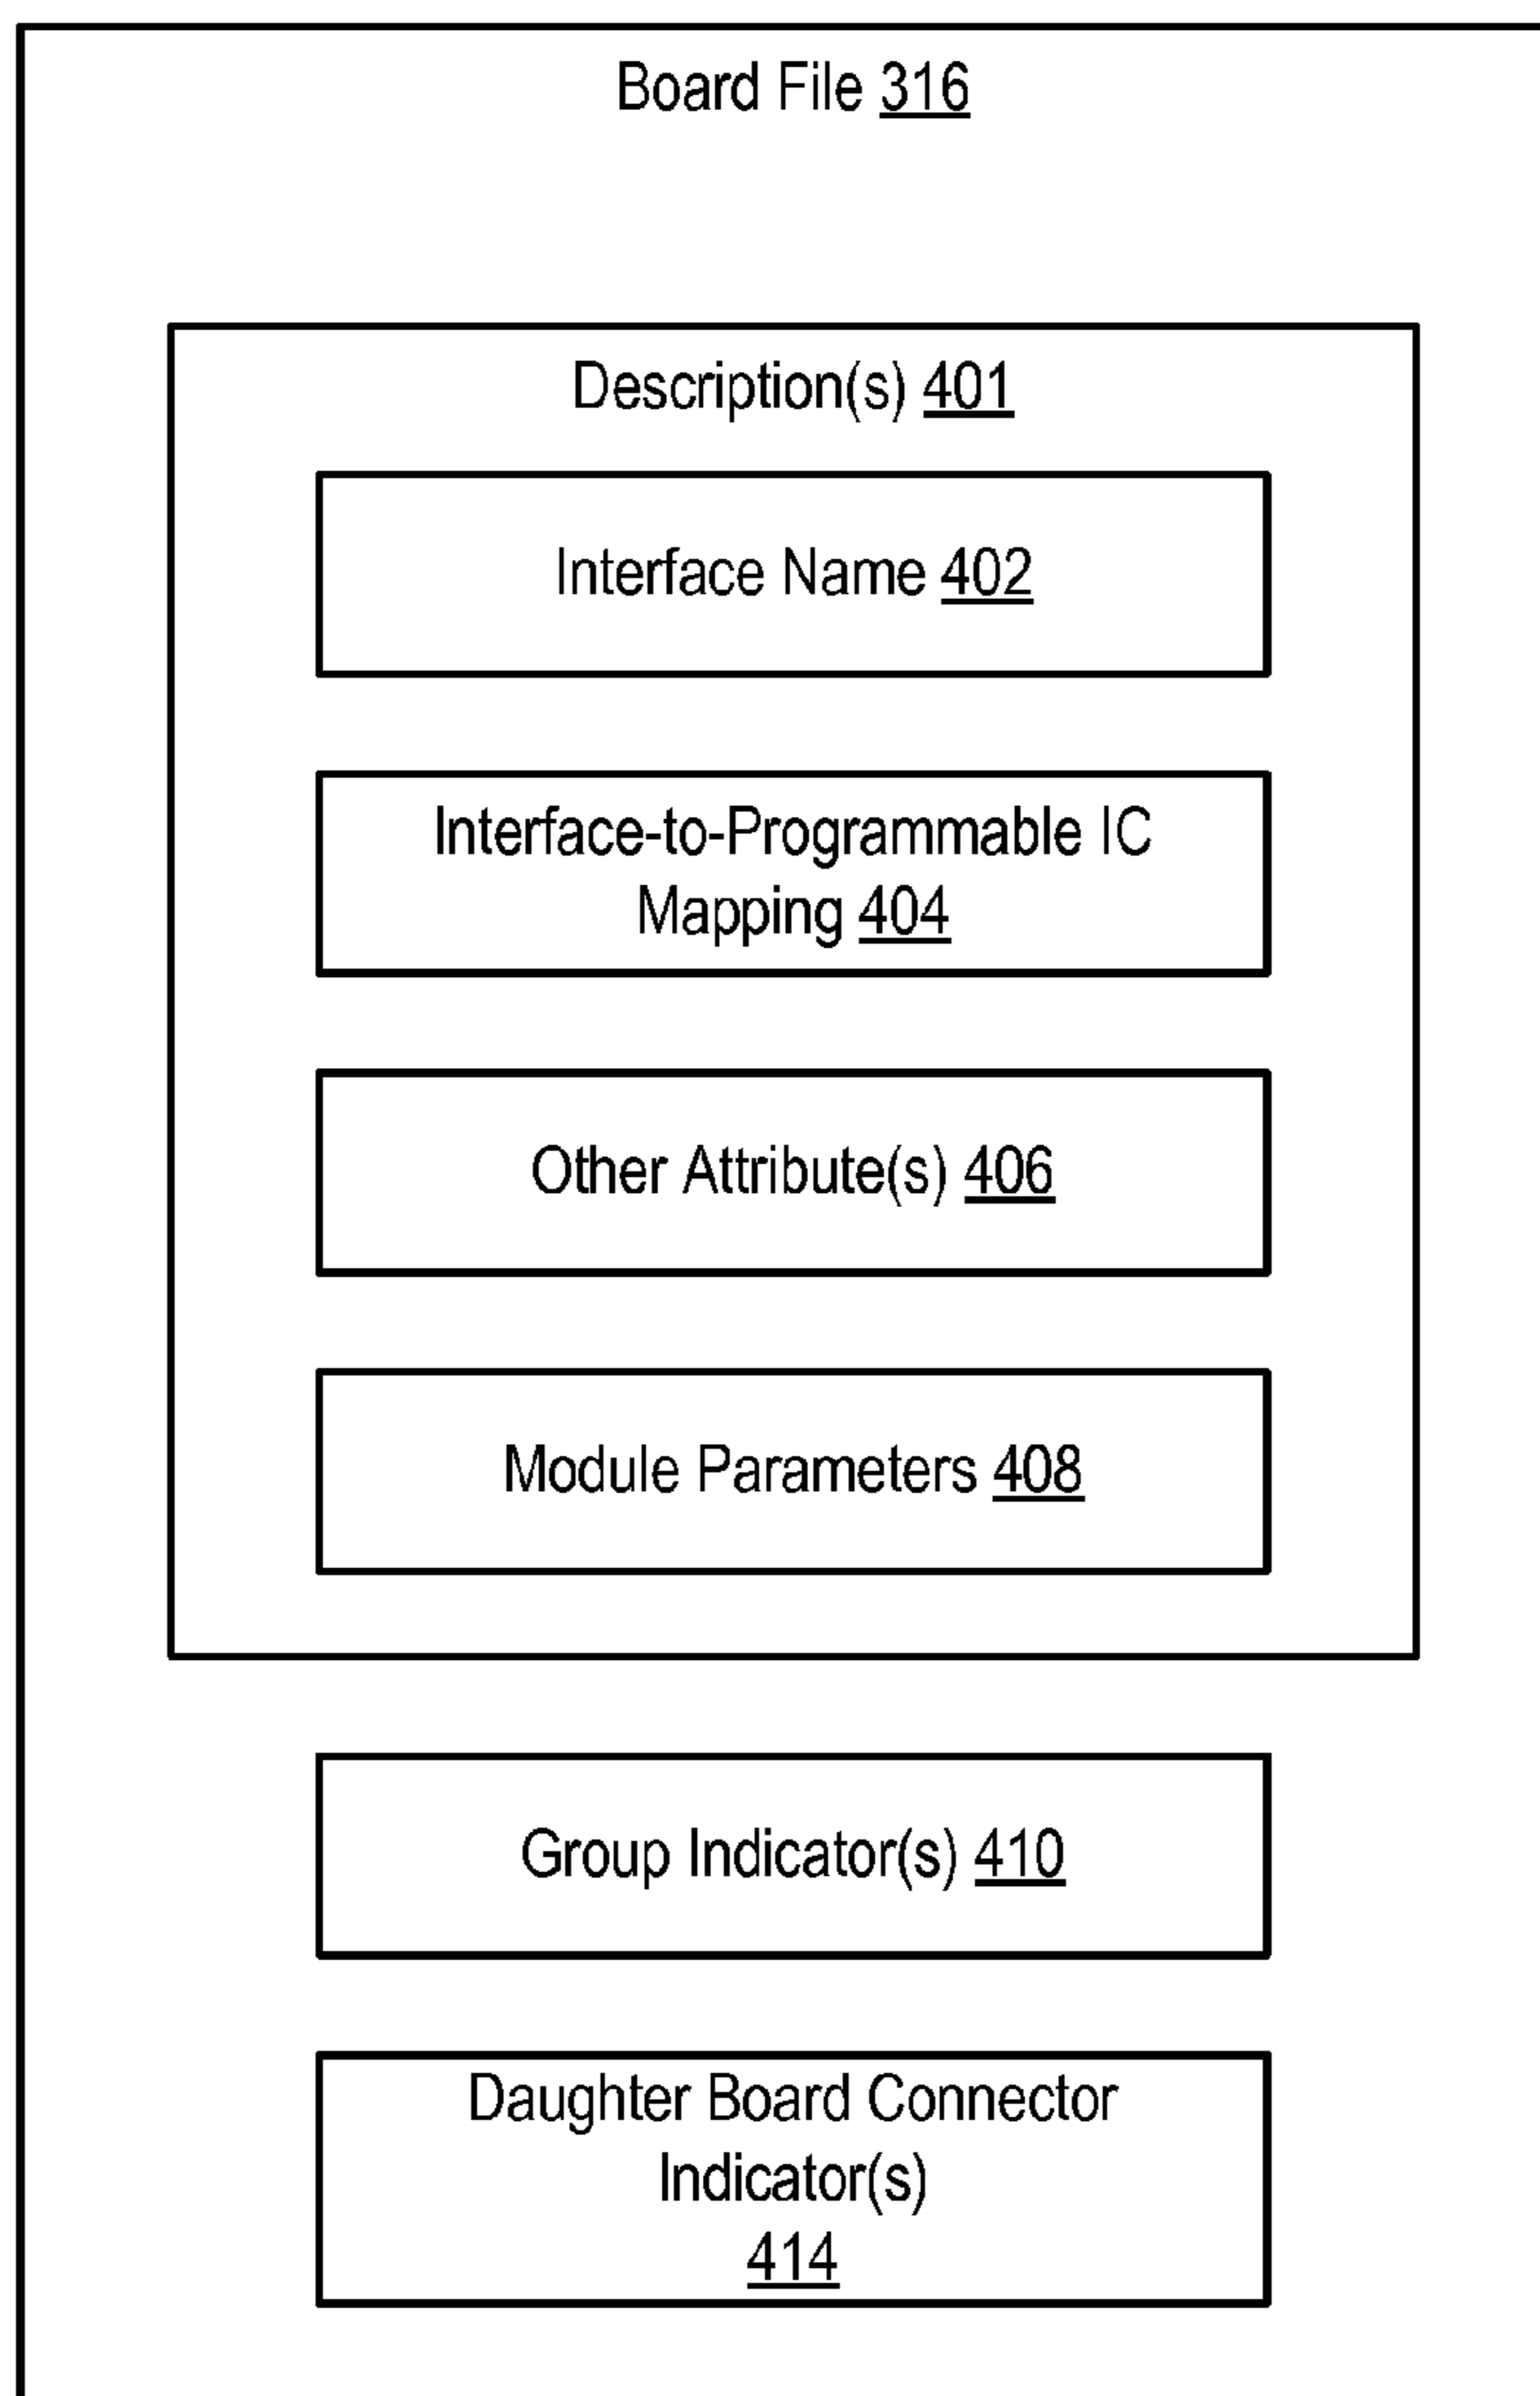 Board File 316
Description(s) 401
Interface Name 402
Interface-to-Programmable IC
Mapping 404
Other Attribute(s) 406
Module Parameters 408
Group Indicator(s) 410
Daughter Board Connector
Indicator(s)
414